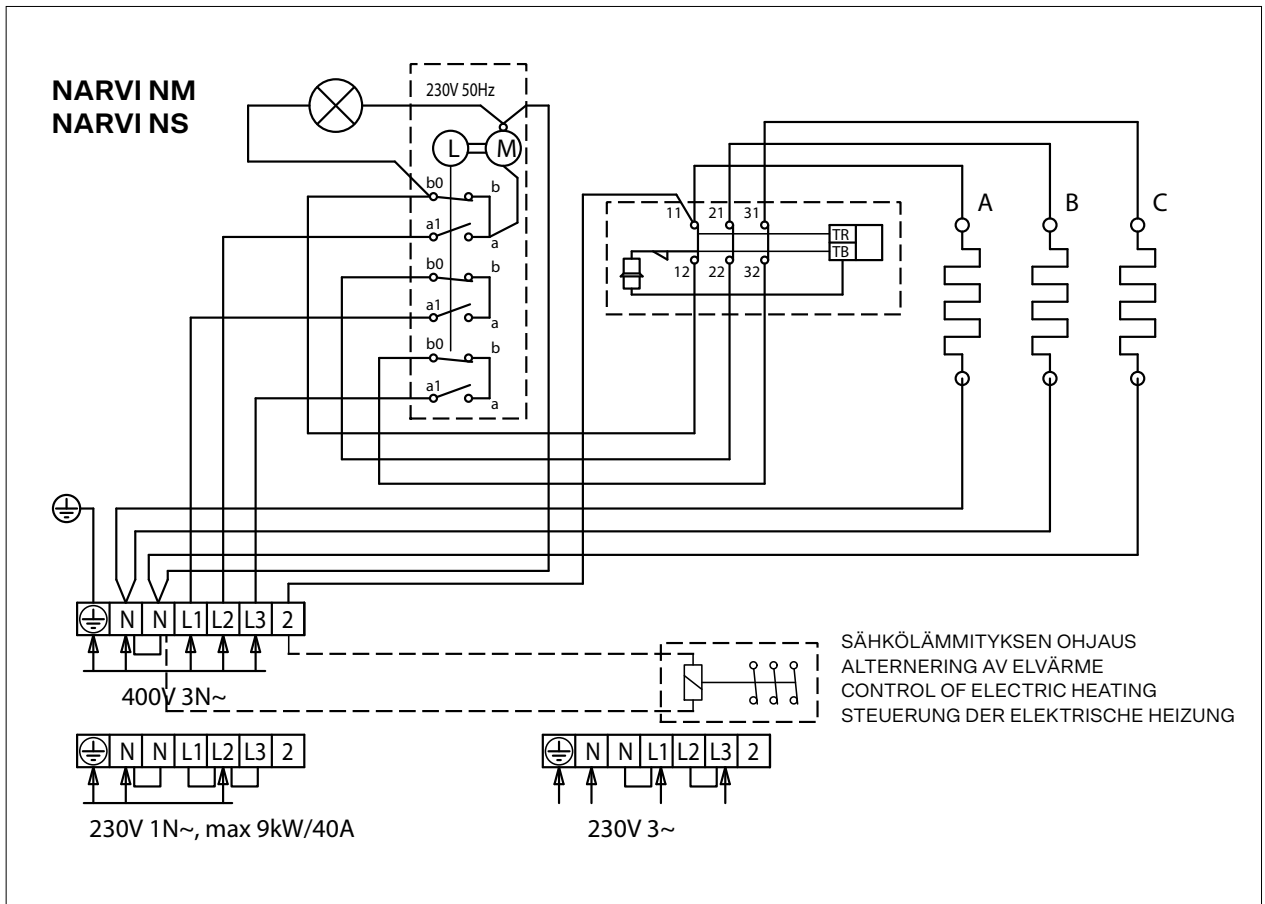 NARVI NM
NARVI NS
230V 50Hz
L M
b0 b
a1 a
b0 b
a1 a
b0 b
a1 a
11 21 31
TR
TB
12 22 32
A B C
N N L1 L2 L3 2
400V 3N~
SÄHKÖLÄMMITYKSEN OHJAUS
ALTERNERING AV ELVÄRME
CONTROL OF ELECTRIC HEATING
STEUERUNG DER ELEKTRISCHE HEIZUNG
N N L1 L2 L3 2
230V 1N~, max 9kW/40A
N N L1 L2 L3 2
230V 3~